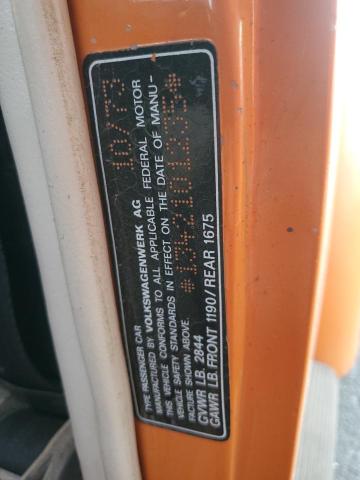 10/73
TYPE PASSENGER CAR
MANUFACTURED BY VOLKSWAGENWERK AG
THIS VEHICLE CONFORMS TO ALL APPLICABLE FEDERAL MOTOR
VEHICLE SAFETY STANDARDS IN EFFECT ON THE DATE OF MANU-
FACTURE SHOWN ABOVE.
GVWR LB. 2844
GAWR LB. FRONT 1190/REAR 1675